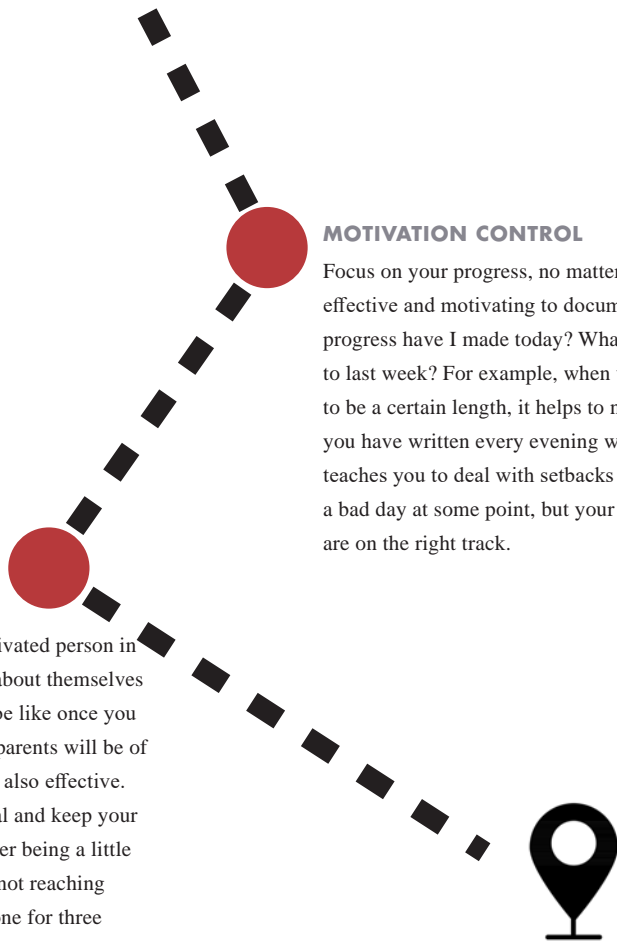 MOTIVATION CONTROL
Focus on your progress, no matter
effective and motivating to docum
progress have I made today? Wha
to last week? For example, when
to be a certain length, it helps to
you have written every evening w
teaches you to deal with setbacks
a bad day at some point, but your
are on the right track.
ivated person in
about themselves
be like once you
parents will be of
also effective.
al and keep your
er being a little
not reaching
one for three